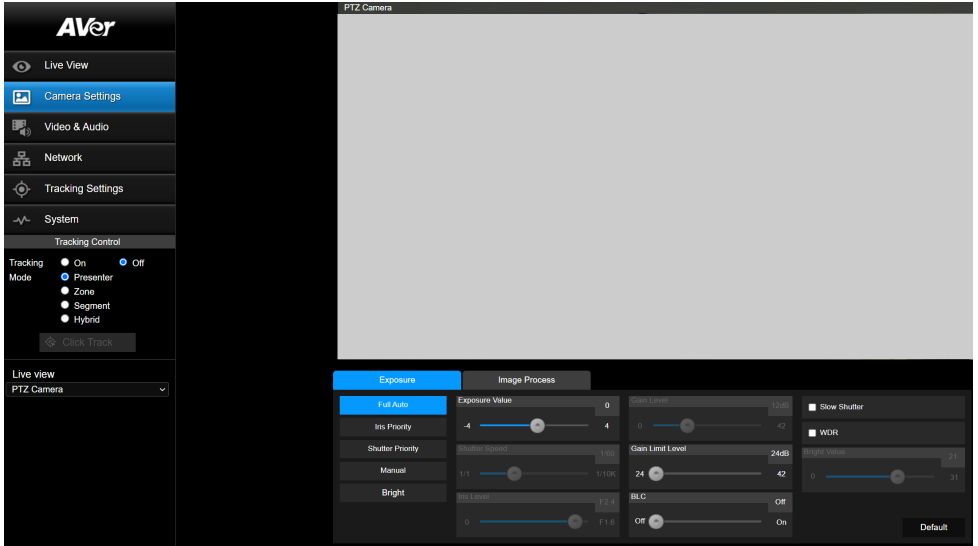 PTZ Camera
AVer
Live View
Camera Settings
Video & Audio
Network
Tracking Settings
System
Tracking Control
Tracking On Off
Mode Presenter
Zone
Segment
Hybrid
Click Track
Live view
PTZ Camera
Exposure Image Process
Full Auto
Iris Priority
Shutter Priority
Manual
Bright
Exposure Value 0
-4 4
Shutter Speed 1/60
1/1 1/10K
Iris Level F2.4
0 F1.6
Gain Level 12dB
0 42
Gain Limit Level 24dB
24 42
BLC Off
Off On
Slow Shutter
WDR
Bright Value 21
0 31
Default